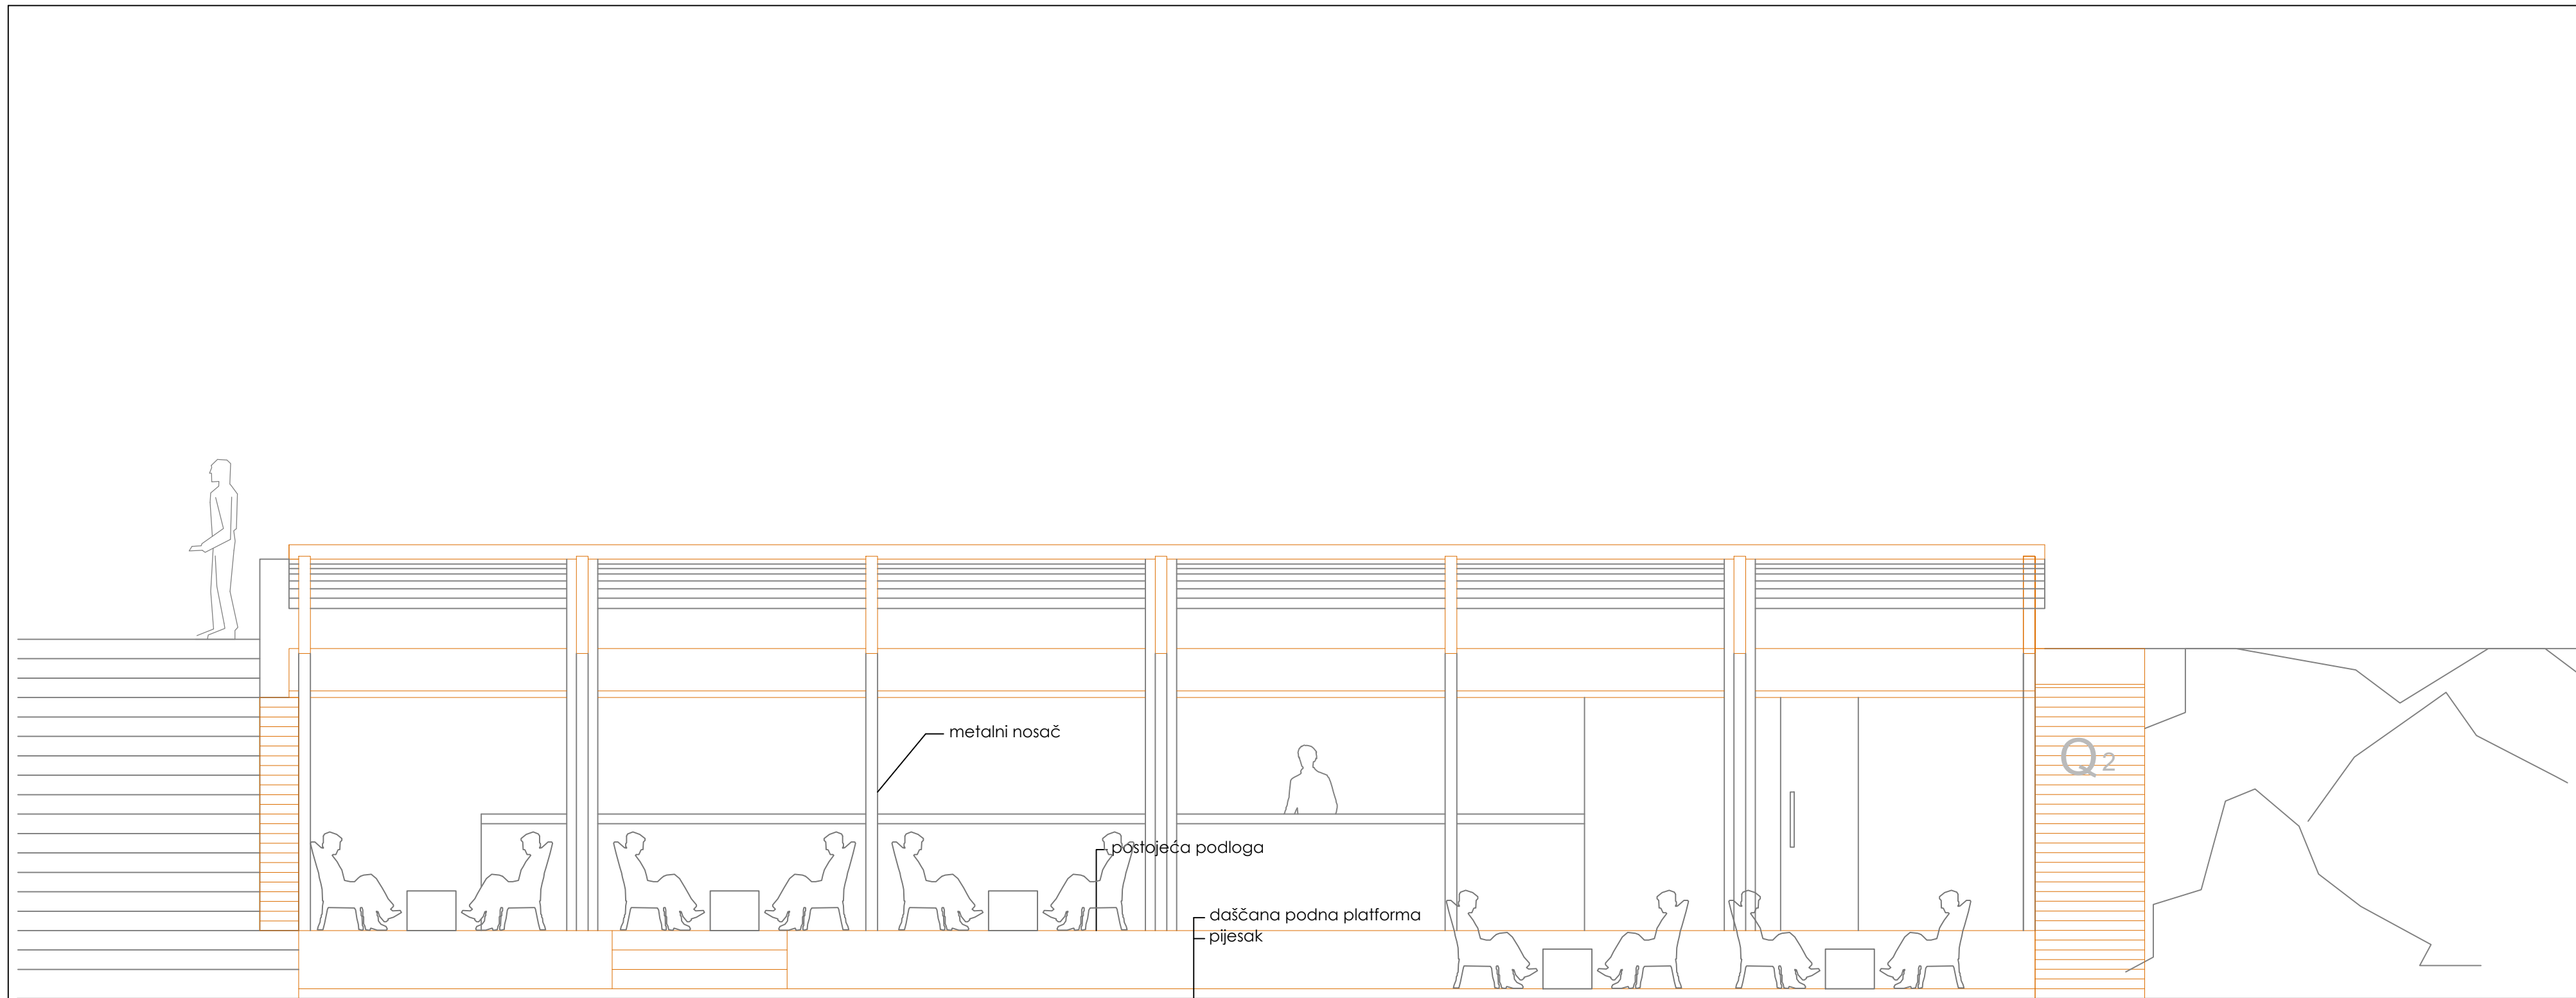 metalni nosač
Q2
postojeća podloga
daščana podna platforma
pijesak